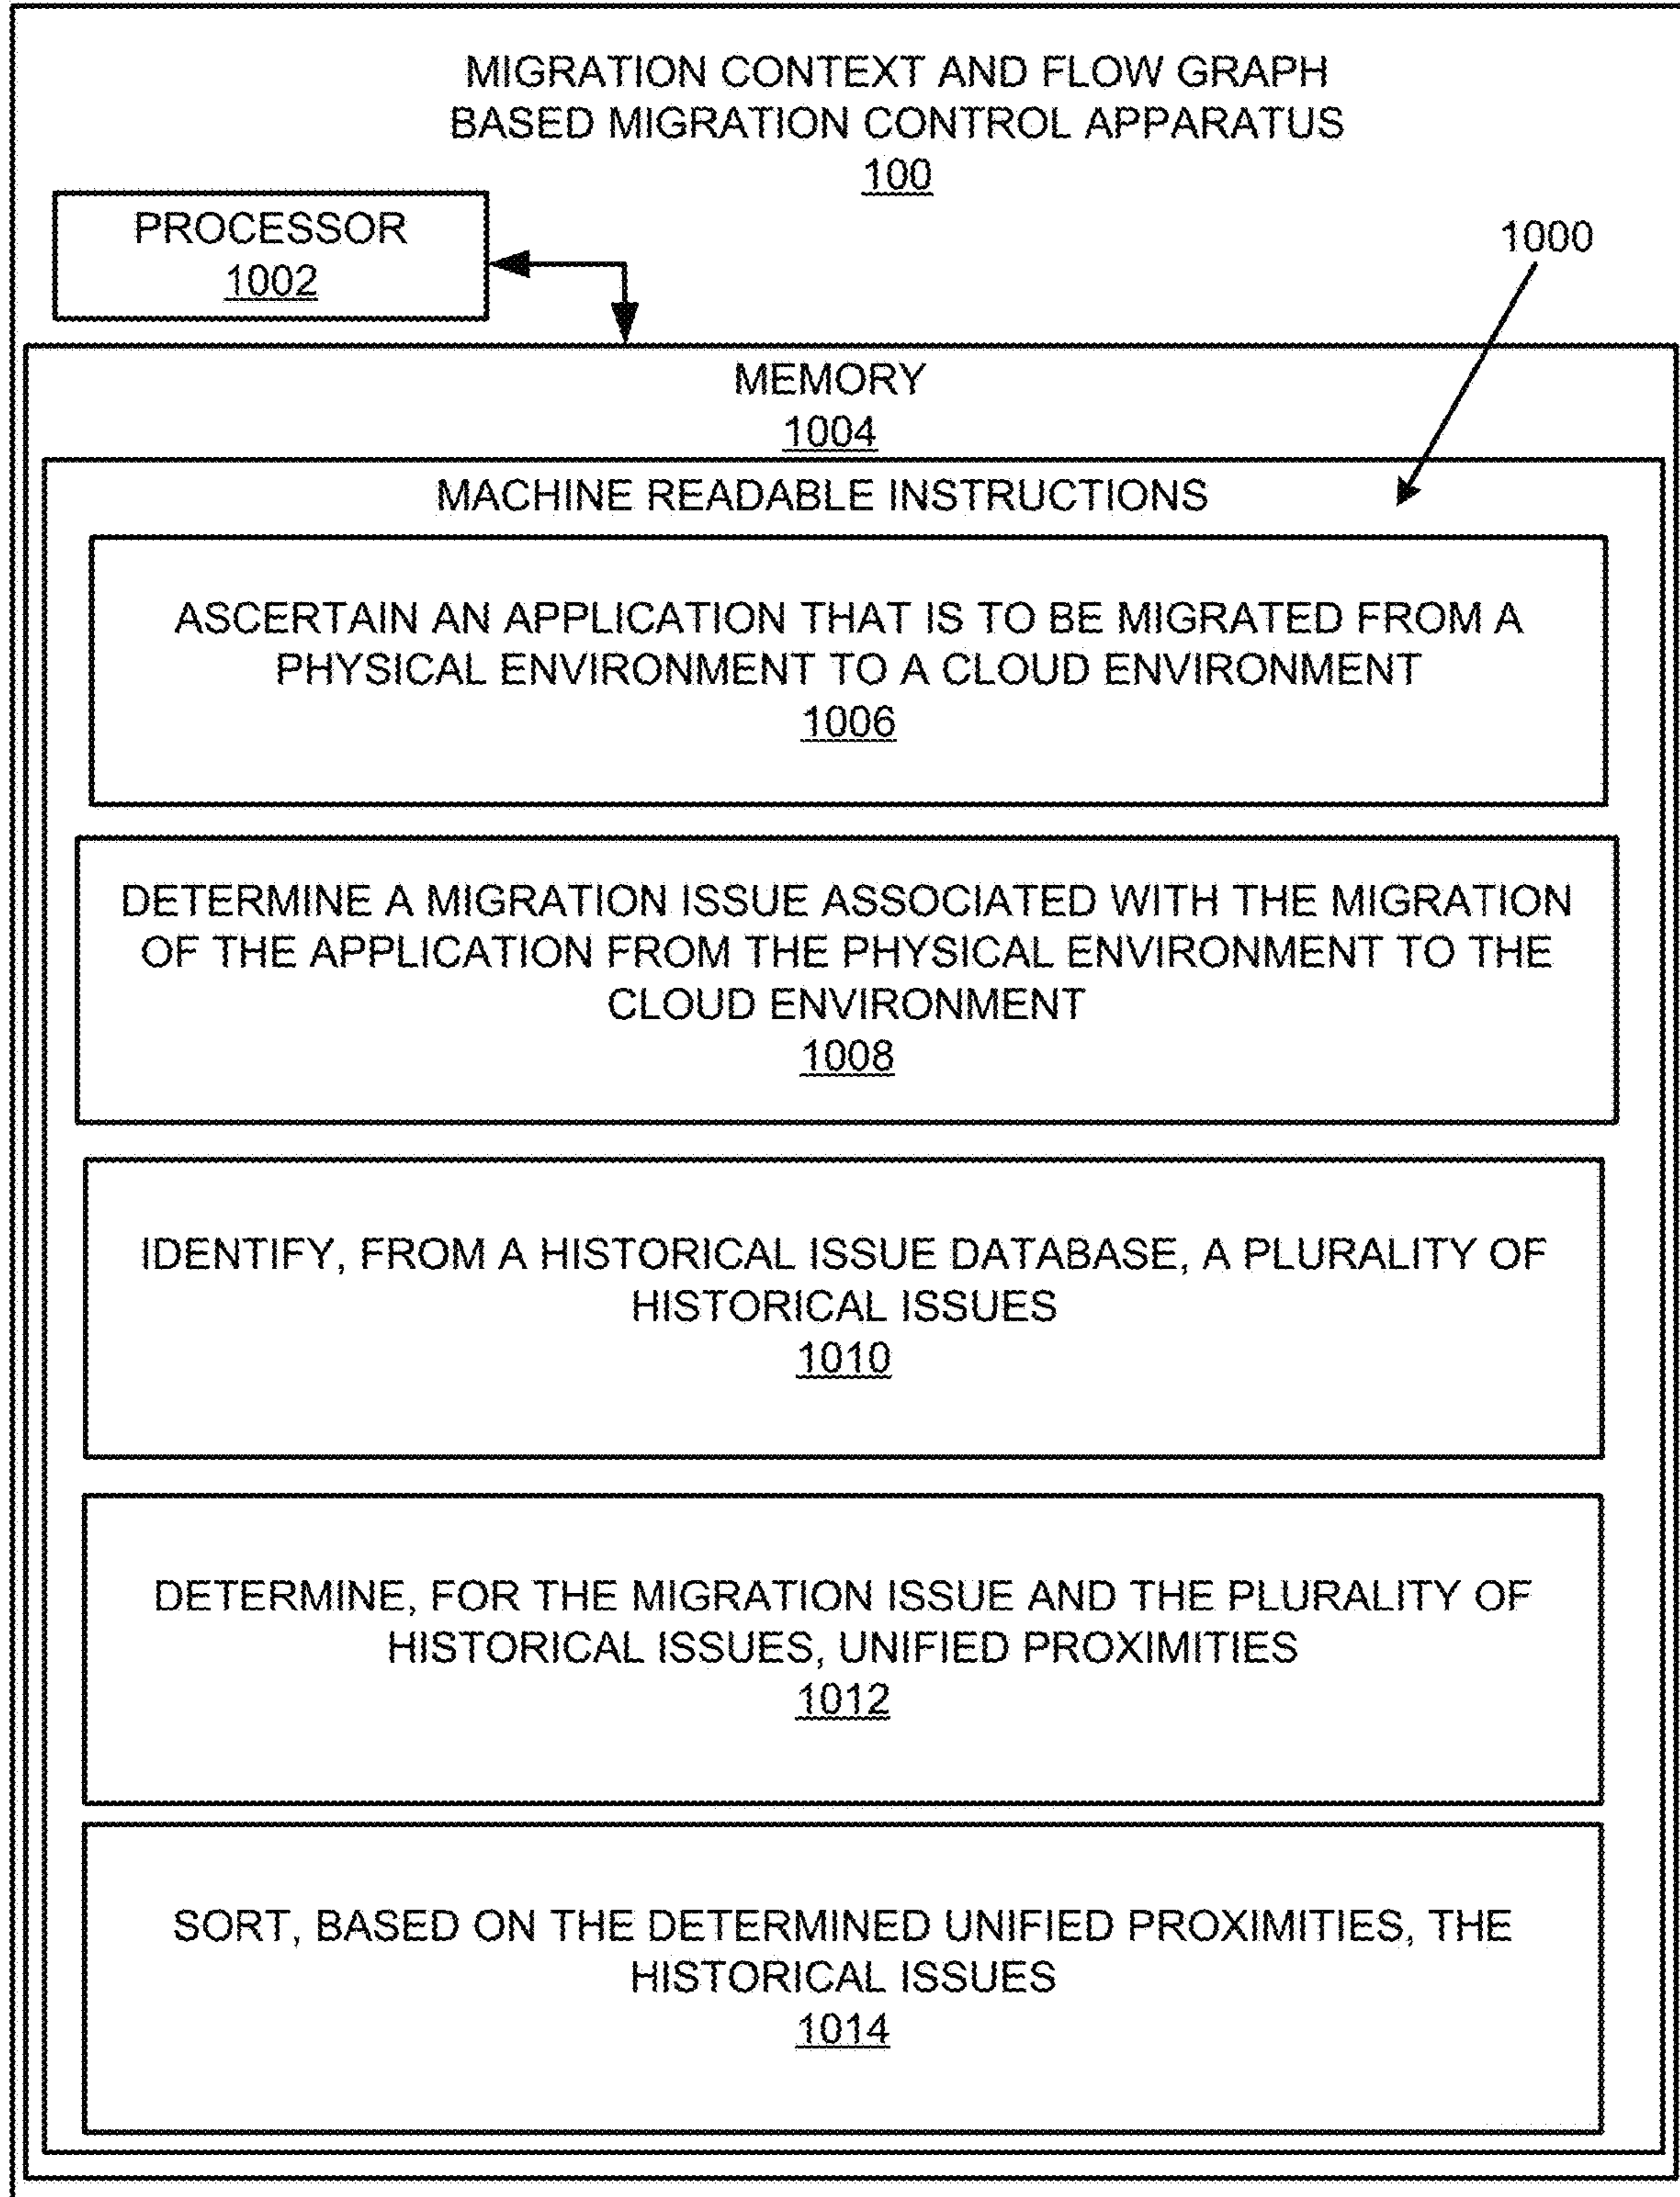 MIGRATION CONTEXT AND FLOW GRAPH
BASED MIGRATION CONTROL APPARATUS
100
PROCESSOR
1002
1000
MEMORY
1004
MACHINE READABLE INSTRUCTIONS
ASCERTAIN AN APPLICATION THAT IS TO BE MIGRATED FROM A
PHYSICAL ENVIRONMENT TO A CLOUD ENVIRONMENT
1006
DETERMINE A MIGRATION ISSUE ASSOCIATED WITH THE MIGRATION
OF THE APPLICATION FROM THE PHYSICAL ENVIRONMENT TO THE
CLOUD ENVIRONMENT
1008
IDENTIFY, FROM A HISTORICAL ISSUE DATABASE, A PLURALITY OF
HISTORICAL ISSUES
1010
DETERMINE, FOR THE MIGRATION ISSUE AND THE PLURALITY OF
HISTORICAL ISSUES, UNIFIED PROXIMITIES
1012
SORT, BASED ON THE DETERMINED UNIFIED PROXIMITIES, THE
HISTORICAL ISSUES
1014